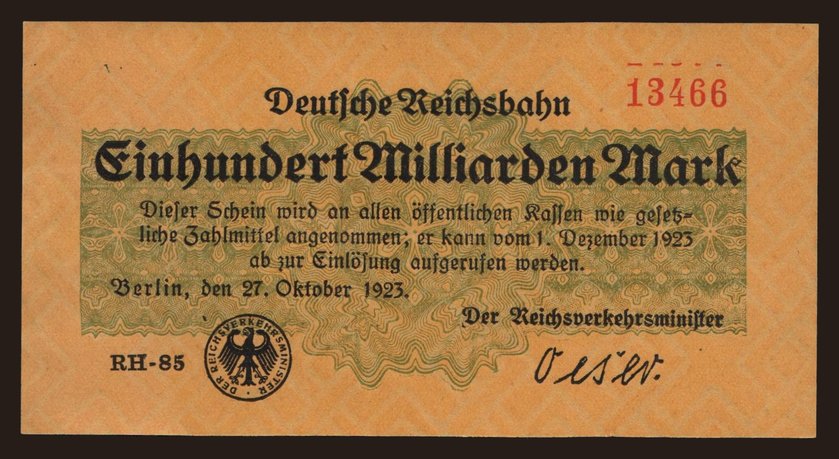 13466
Deutsche Reichsbahn
Einhundert Milliarden Mark
Dieser Schein wird an allen öffentlichen Kassen wie gesetz-
liche Zahlmittel angenommen; er kann vom 1. Dezember 1923
ab zur Einlösung aufgerufen werden.
Berlin, den 27. Oktober 1923.
Der Reichsverkehrsminister
RH-85
DER REICHSVERKEHRSMINISTER
Oeser.